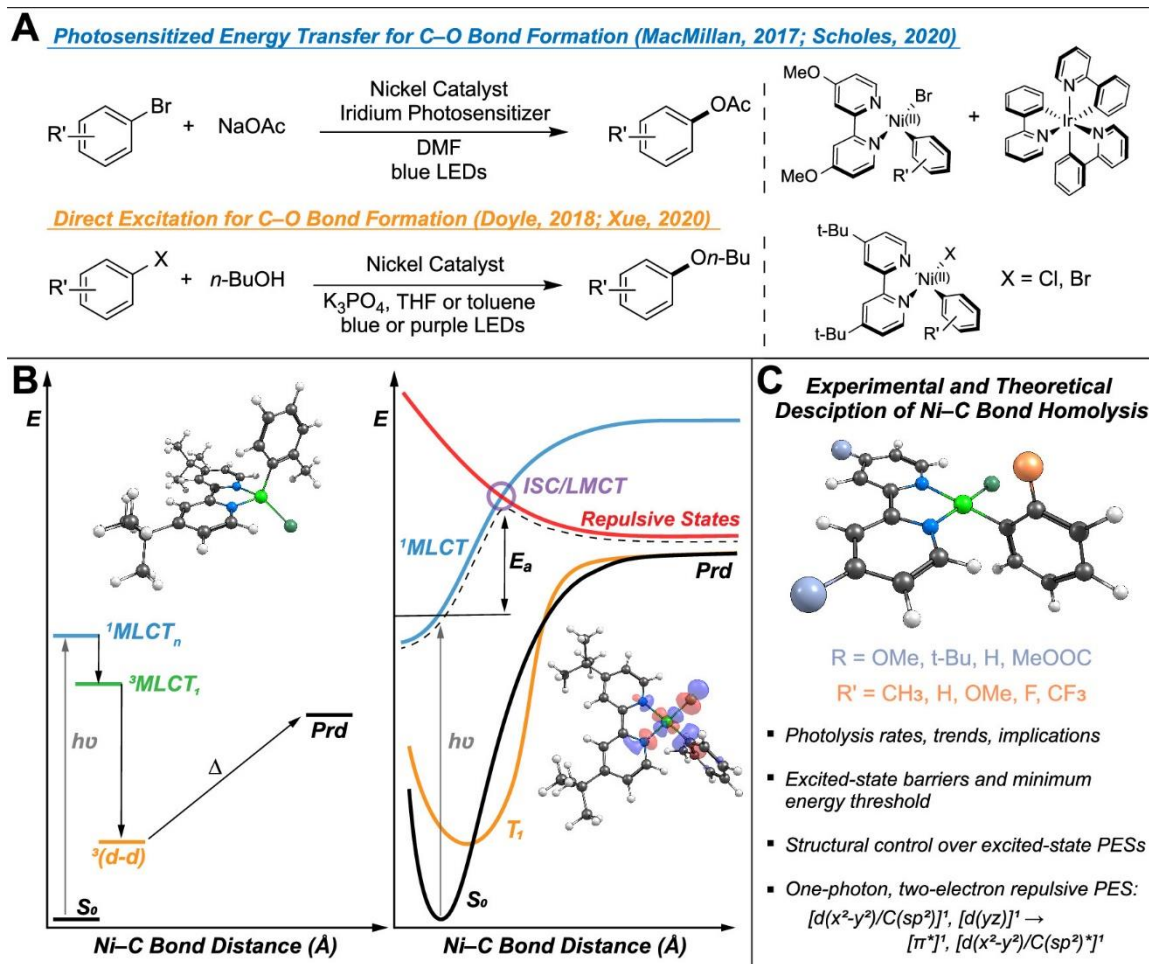 A
Photosensitized Energy Transfer for C–O Bond Formation (MacMillan, 2017; Scholes, 2020)
R'
Br
+
NaOAc
Nickel Catalyst
Iridium Photosensitizer
DMF
blue LEDs
R'
OAc
MeO
MeO
N
N
Ni(II)
Br
R'
+
N
N
N
Ir
Direct Excitation for C–O Bond Formation (Doyle, 2018; Xue, 2020)
R'
X
+
n-BuOH
Nickel Catalyst
K3PO4, THF or toluene
blue or purple LEDs
R'
On-Bu
t-Bu
t-Bu
N
N
Ni(II)
X
R'
X = Cl, Br
B
E
¹MLCTn
³MLCT₁
hυ
³(d-d)
Δ
Prd
S₀
Ni–C Bond Distance (Å)
E
ISC/LMCT
Repulsive States
¹MLCT
Ea
Prd
hυ
T₁
S₀
Ni–C Bond Distance (Å)
C
Experimental and Theoretical
Desciption of Ni–C Bond Homolysis
R = OMe, t-Bu, H, MeOOC
R' = CH₃, H, OMe, F, CF₃
▪ Photolysis rates, trends, implications
▪ Excited-state barriers and minimum
energy threshold
▪ Structural control over excited-state PESs
▪ One-photon, two-electron repulsive PES:
[d(x²-y²)/C(sp²)]¹, [d(yz)]¹ →
[π*]¹, [d(x²-y²)/C(sp²)*]¹